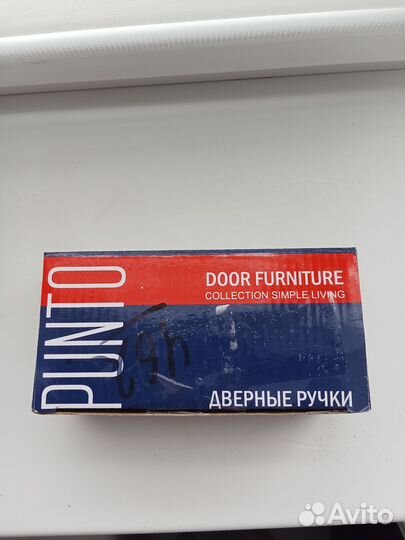 PUNTO
DOOR FURNITURE
COLLECTION SIMPLE LIVING
ДВЕРНЫЕ РУЧКИ
Avito